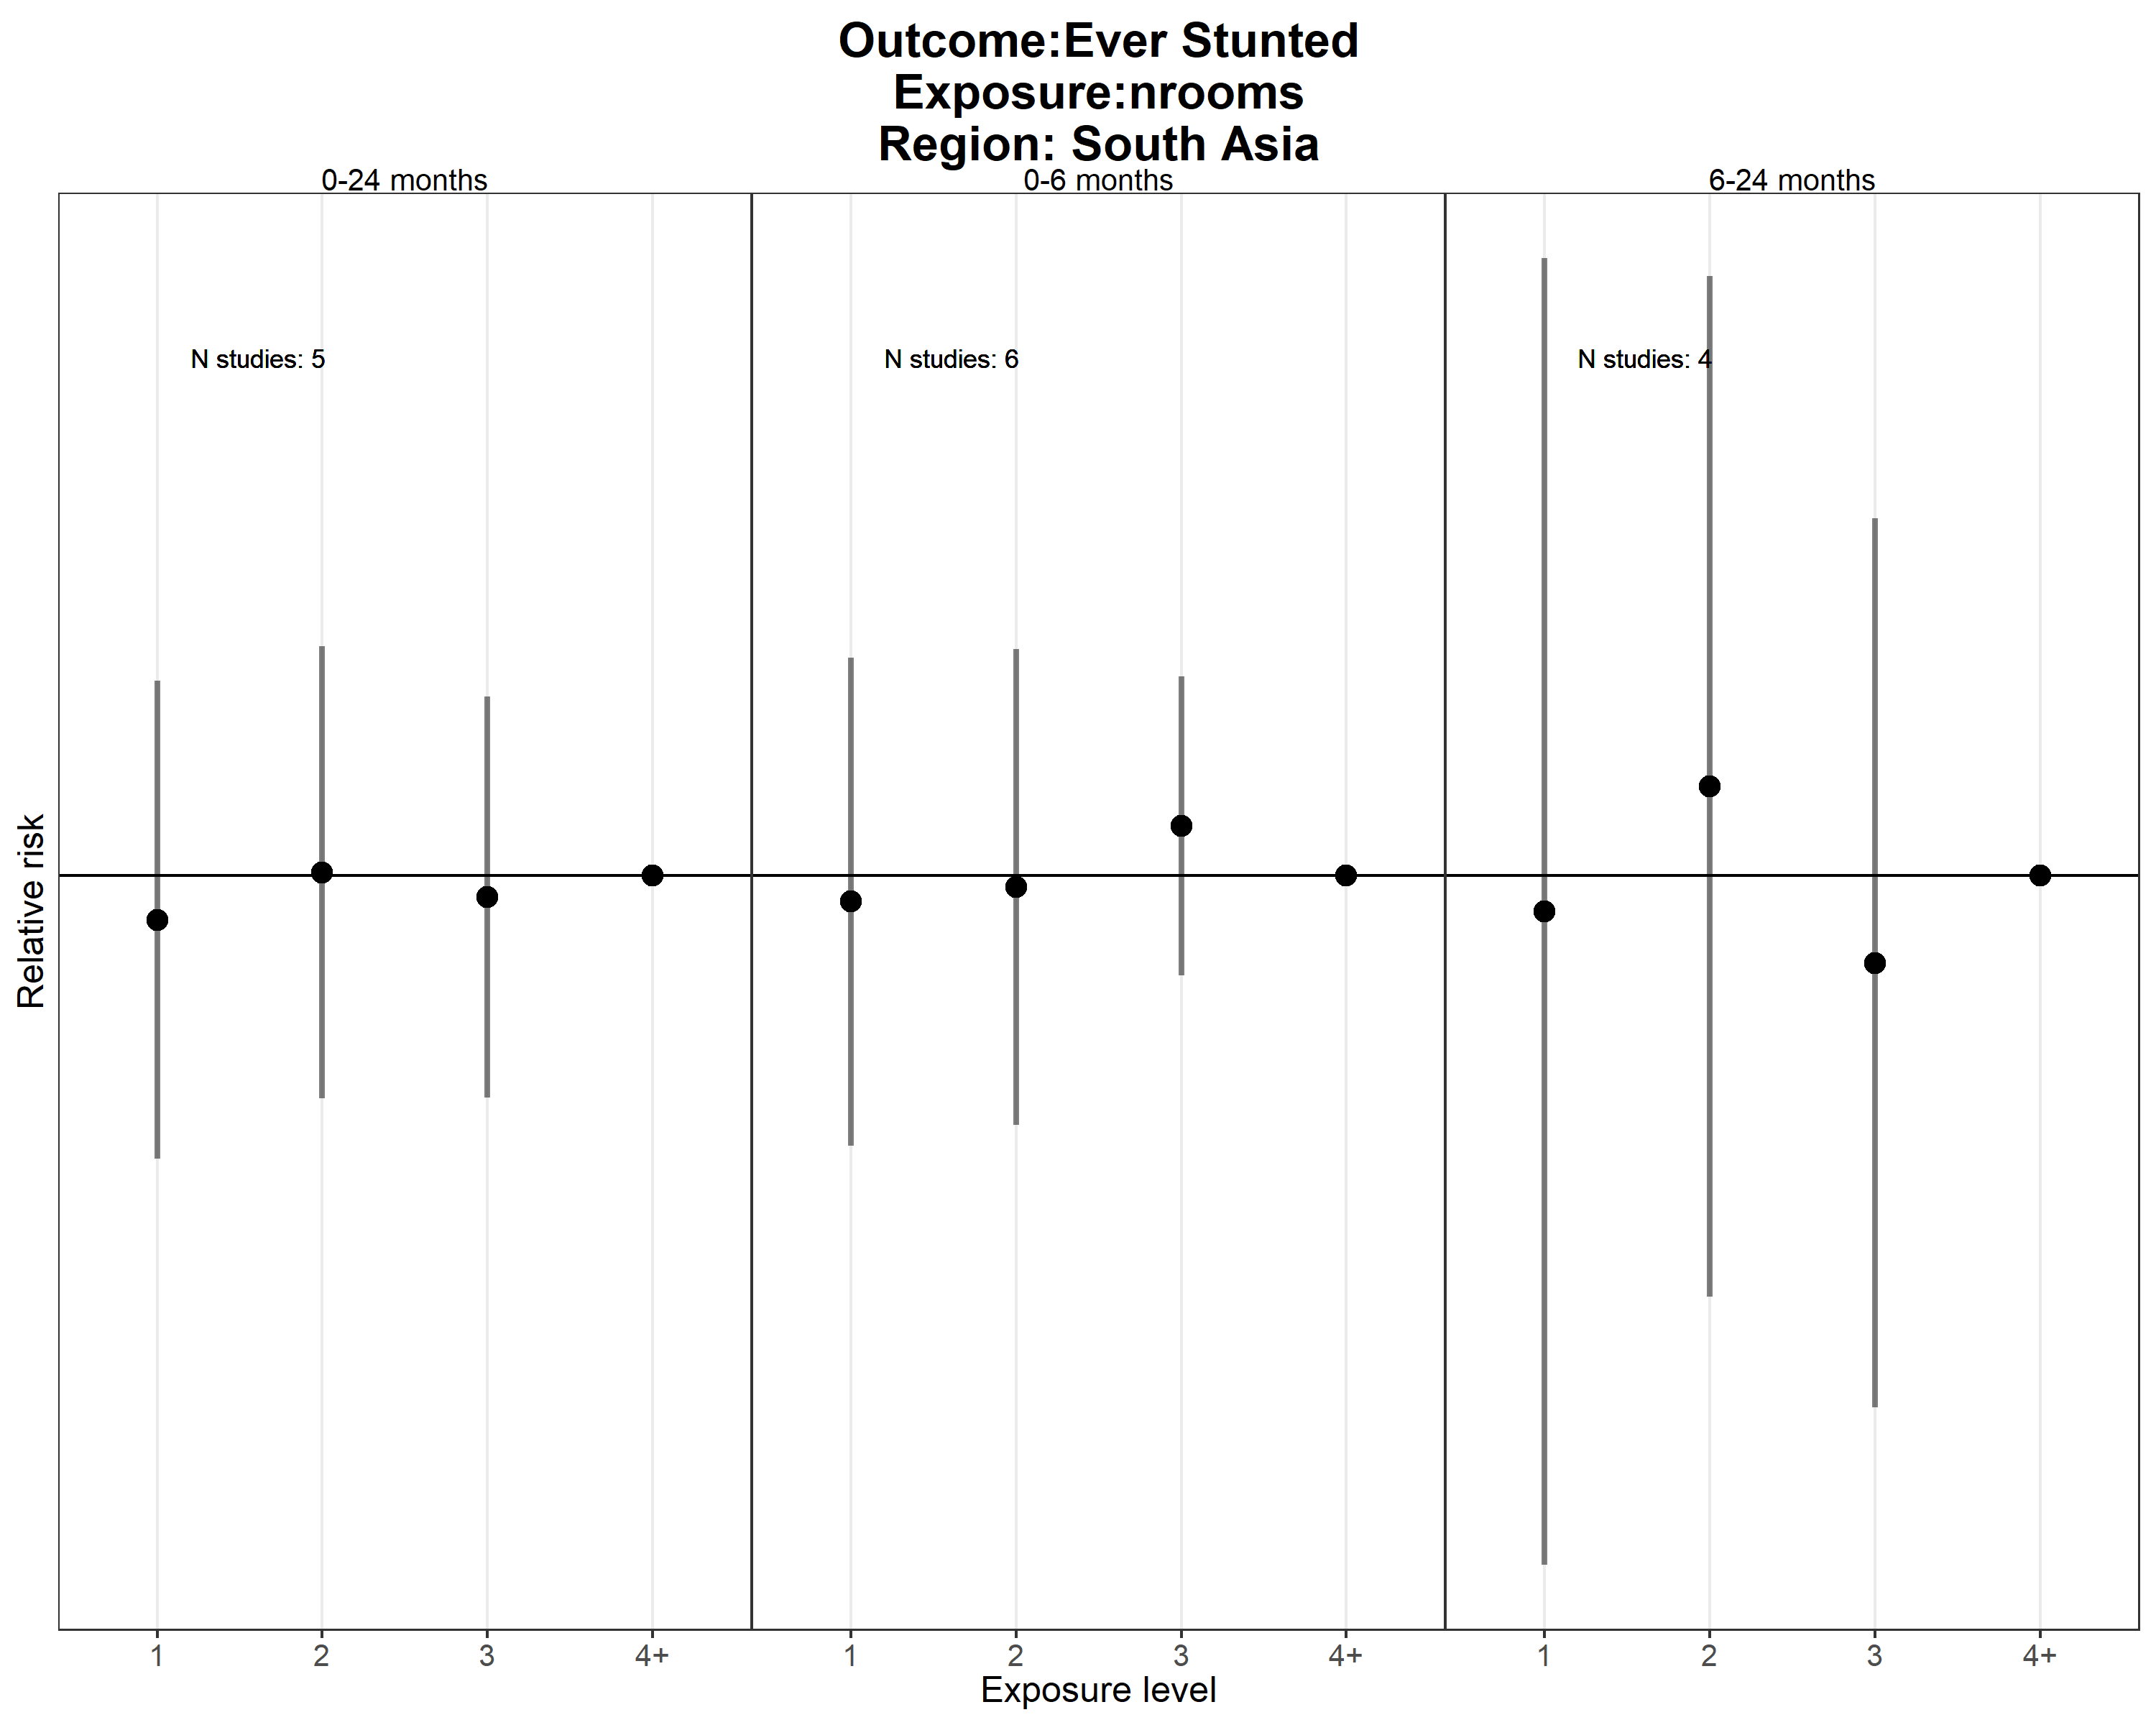 Outcome:Ever Stunted
Exposure:nrooms
Region: South Asia
0-24 months
0-6 months
6-24 months
N studies: 5
N studies: 6
N studies: 4
Relative risk
1
2
3
4+
1
2
3
4+
1
2
3
4+
Exposure level